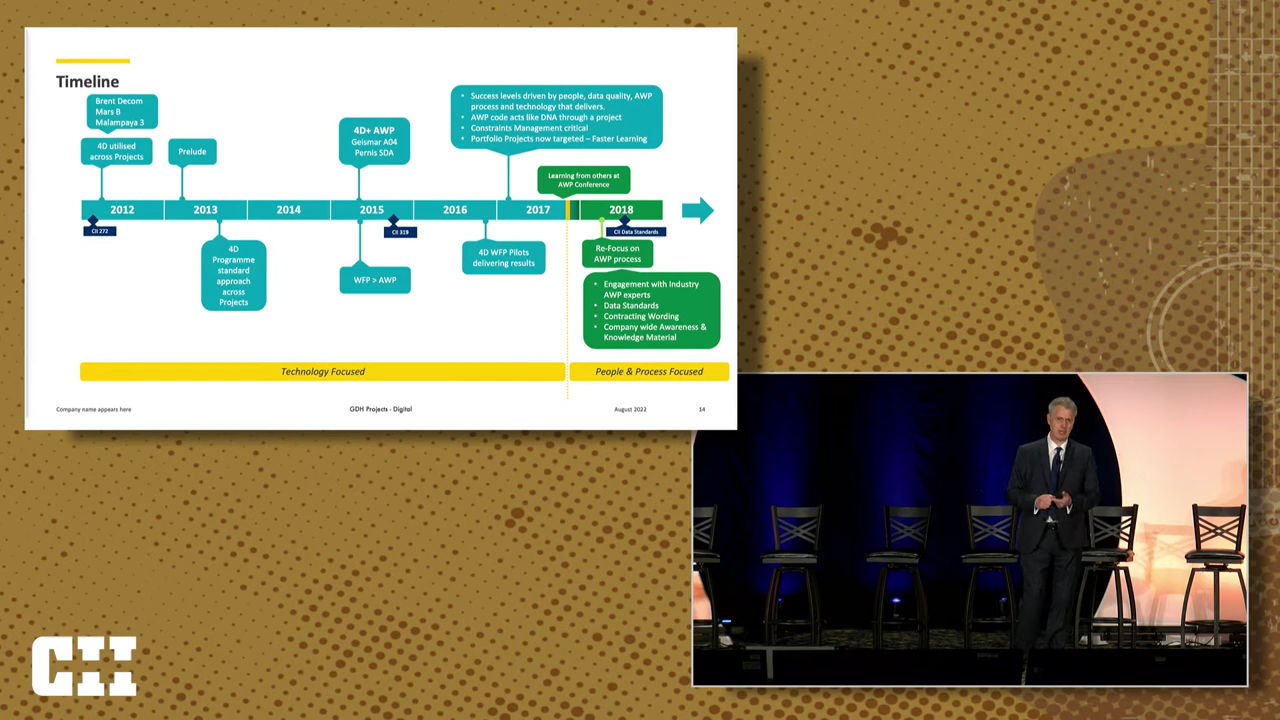 Timeline
Brent Decom
Mars B
Malampaya 3
4D utilised
across Projects
Prelude
4D+ AWP
Geismar A04
Pernis SDA
• Success levels driven by people, data quality, AWP
process and technology that delivers.
• AWP code acts like DNA through a project
• Constraints Management critical
• Portfolio Projects now targeted – Faster Learning
Learning from others at
AWP Conference
2012 2013 2014 2015 2016 2017 2018
CII 272
CII 319
CII Data Standards
4D
Programme
standard
approach
across
Projects
WFP > AWP
4D WFP Pilots
delivering results
Re-Focus on
AWP process
• Engagement with Industry
AWP experts
• Data Standards
• Contracting Wording
• Company wide Awareness &
Knowledge Material
Technology Focused
People & Process Focused
Company name appears here
GDH Projects - Digital
August 2022
14
CII